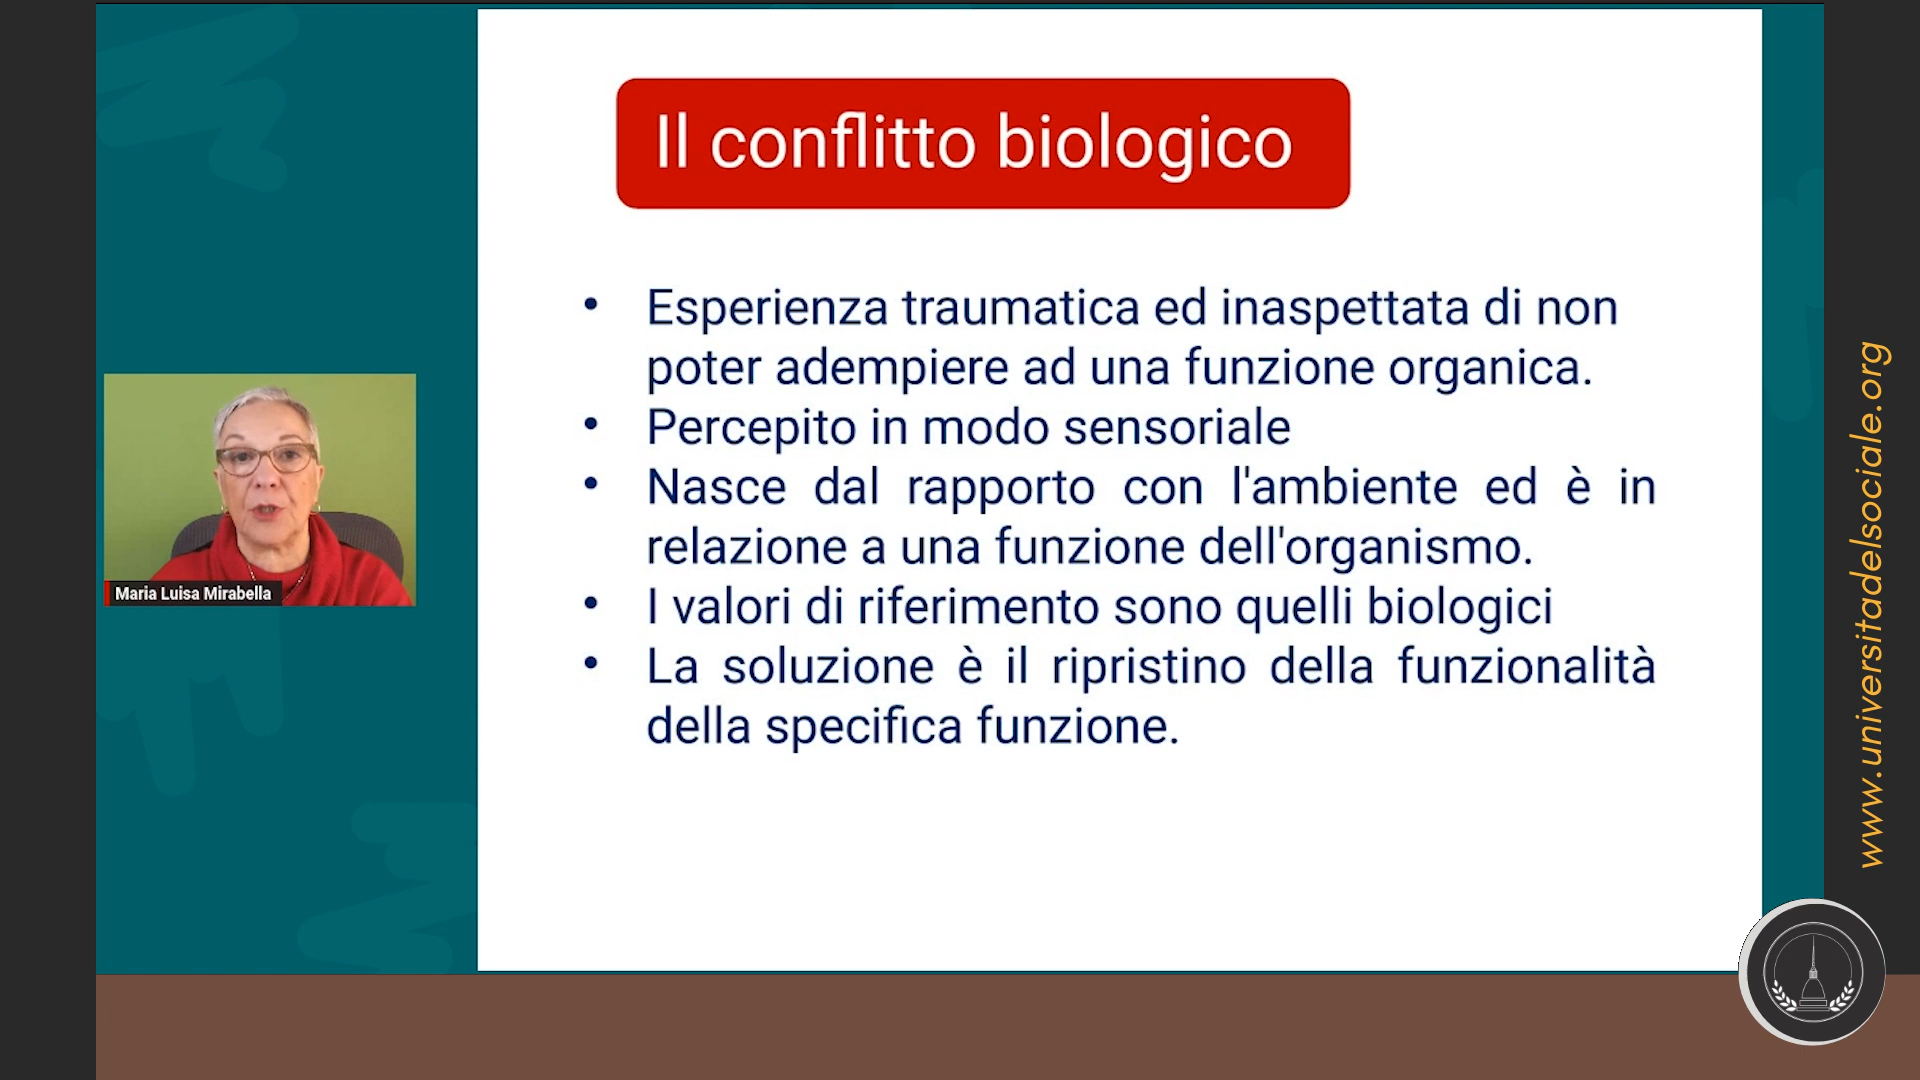 Il conflitto biologico
• Esperienza traumatica ed inaspettata di non
poter adempiere ad una funzione organica.
• Percepito in modo sensoriale
• Nasce dal rapporto con l'ambiente ed è in
relazione a una funzione dell'organismo.
• I valori di riferimento sono quelli biologici
• La soluzione è il ripristino della funzionalità
della specifica funzione.
Maria Luisa Mirabella
www.universitadelsociale.org